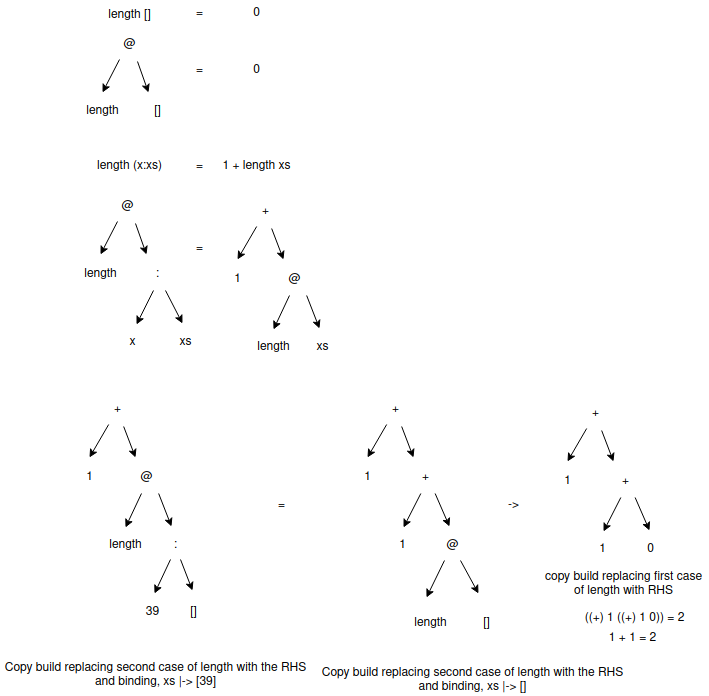 length [] = 0
@
= 0
length []
length (x:xs) = 1 + length xs
@ +
=
length : 1 @
x xs length xs
+ + +
1 @ 1 + 1 +
= ->
length : 1 @ 1 0
39 [] length []
copy build replacing first case
of length with RHS
((+) 1 ((+) 1 0)) = 2
1 + 1 = 2
Copy build replacing second case of length with the RHS
and binding, xs |-> [39]
Copy build replacing second case of length with the RHS
and binding, xs |-> []